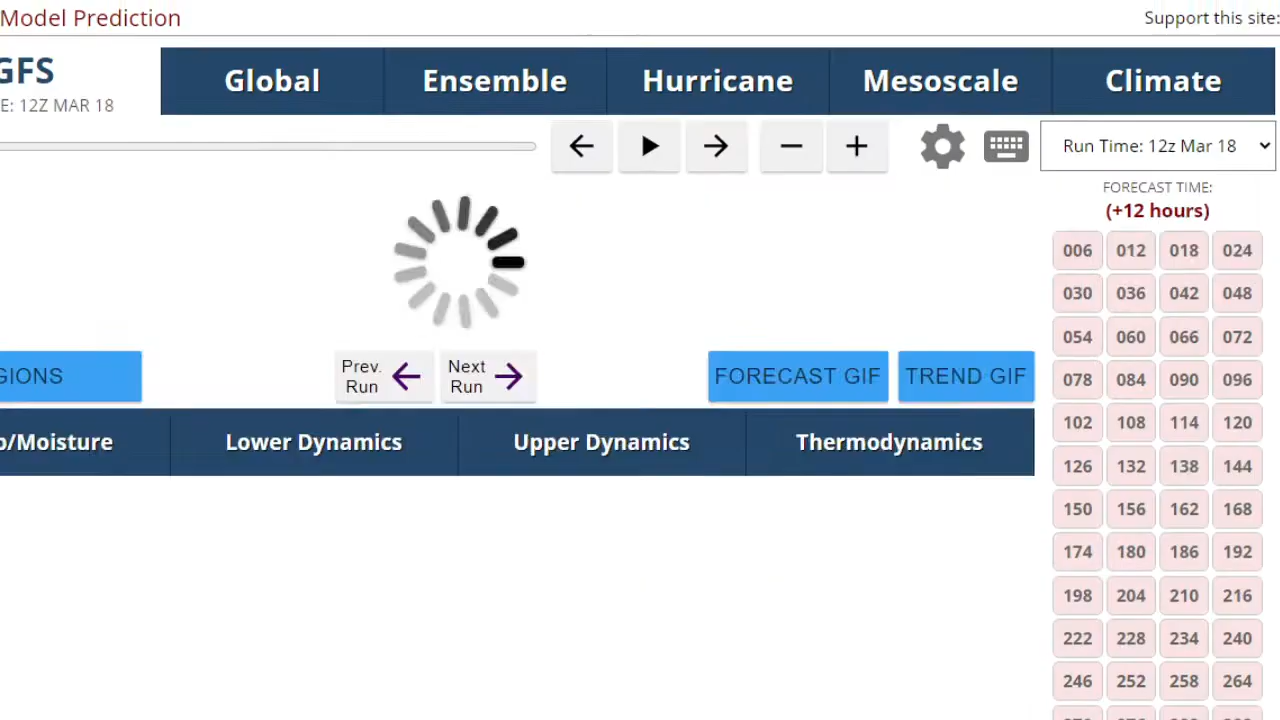 Model Prediction
Support this site:
GFS
Global
Ensemble
Hurricane
Mesoscale
Climate
E: 12Z MAR 18
Run Time: 12z Mar 18
FORECAST TIME:
(+12 hours)
006 012 018 024
030 036 042 048
054 060 066 072
078 084 090 096
102 108 114 120
126 132 138 144
150 156 162 168
174 180 186 192
198 204 210 216
222 228 234 240
246 252 258 264
GIONS
Prev.
Run
Next
Run
FORECAST GIF
TREND GIF
p/Moisture
Lower Dynamics
Upper Dynamics
Thermodynamics